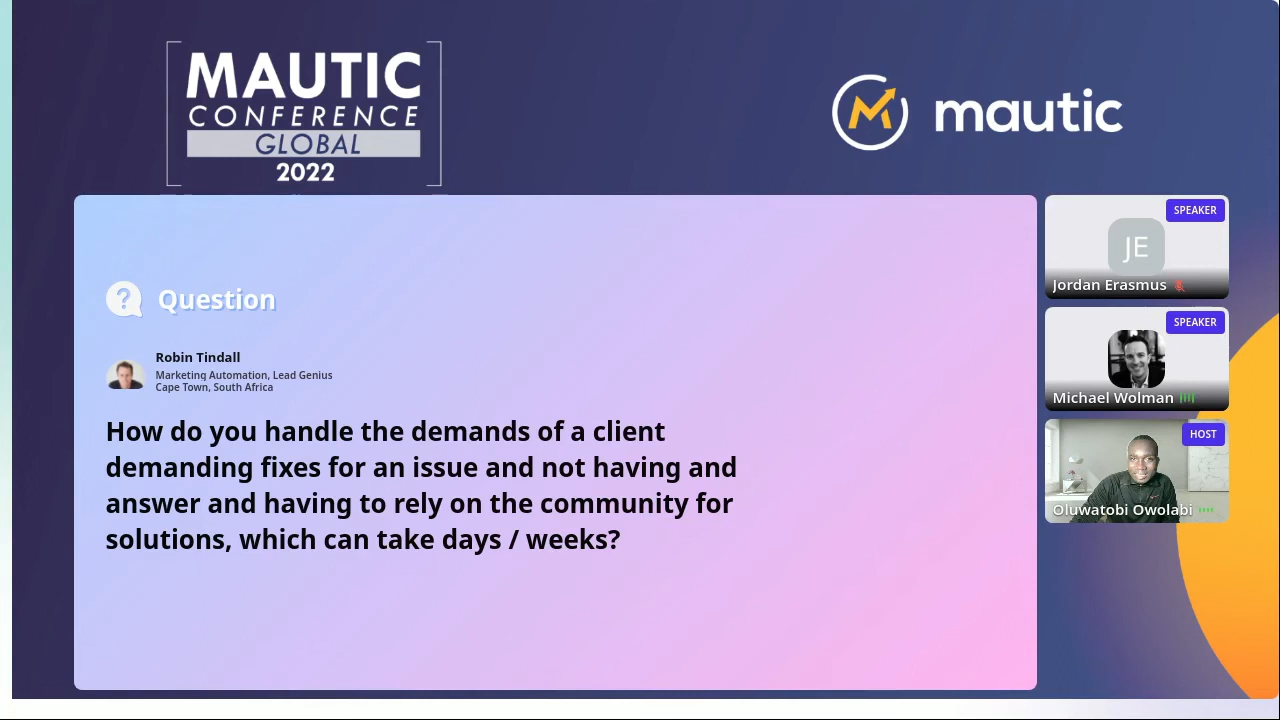 MAUTIC
CONFERENCE
GLOBAL
2022
mautic
Question
Robin Tindall
Marketing Automation, Lead Genius
Cape Town, South Africa
How do you handle the demands of a client
demanding fixes for an issue and not having and
answer and having to rely on the community for
solutions, which can take days / weeks?
SPEAKER
JE
Jordan Erasmus
SPEAKER
Michael Wolman
HOST
Oluwatobi Owolabi